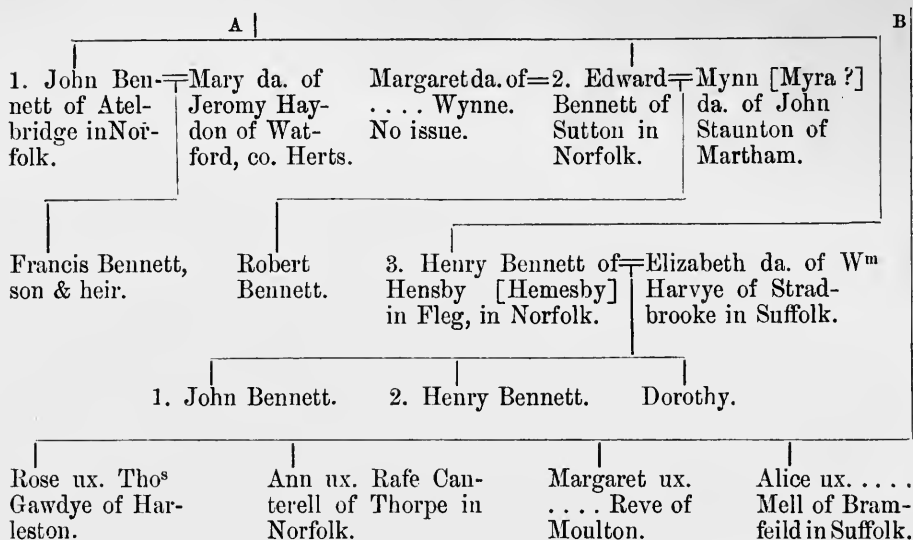 A
B
1. John Ben-
nett of Atel-
bridge in Nor-
folk.
Mary da. of
Jeromy Hay-
don of Wat-
ford, co. Herts.
Margaret da. of
. . . . Wynne.
No issue.
2. Edward
Bennett of
Sutton in
Norfolk.
Mynn [Myra ?]
da. of John
Staunton of
Martham.
Francis Bennett,
son & heir.
Robert
Bennett.
3. Henry Bennett of
Hensby [Hemesby]
in Fleg, in Norfolk.
Elizabeth da. of Wᵐ
Harvye of Strad-
brooke in Suffolk.
1. John Bennett.
2. Henry Bennett.
Dorothy.
Rose ux. Thoˢ
Gawdye of Har-
leston.
Ann ux. Rafe Can-
terell of Thorpe in
Norfolk.
Margaret ux.
. . . . Reve of
Moulton.
Alice ux. . . . .
Mell of Bram-
feild in Suffolk.